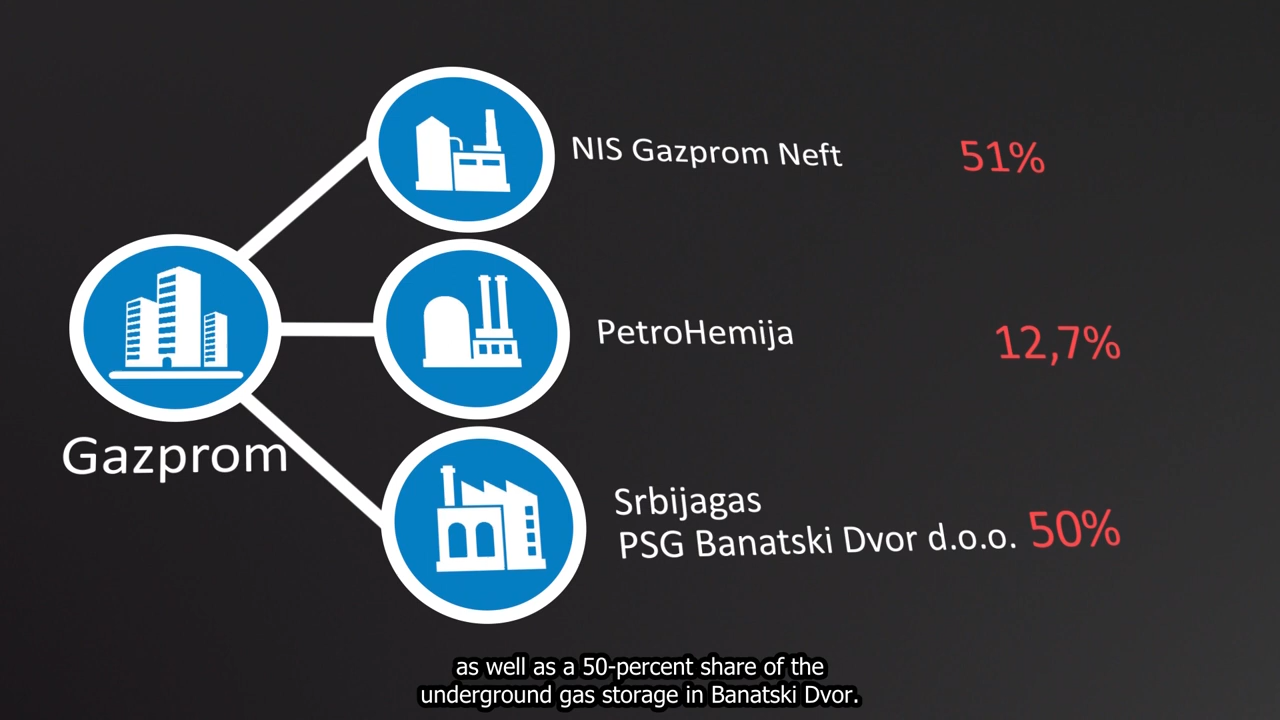 NIS Gazprom Neft 51%
PetroHemija 12,7%
Gazprom
Srbijagas
PSG Banatski Dvor d.o.o. 50%
as well as a 50-percent share of the
underground gas storage in Banatski Dvor.